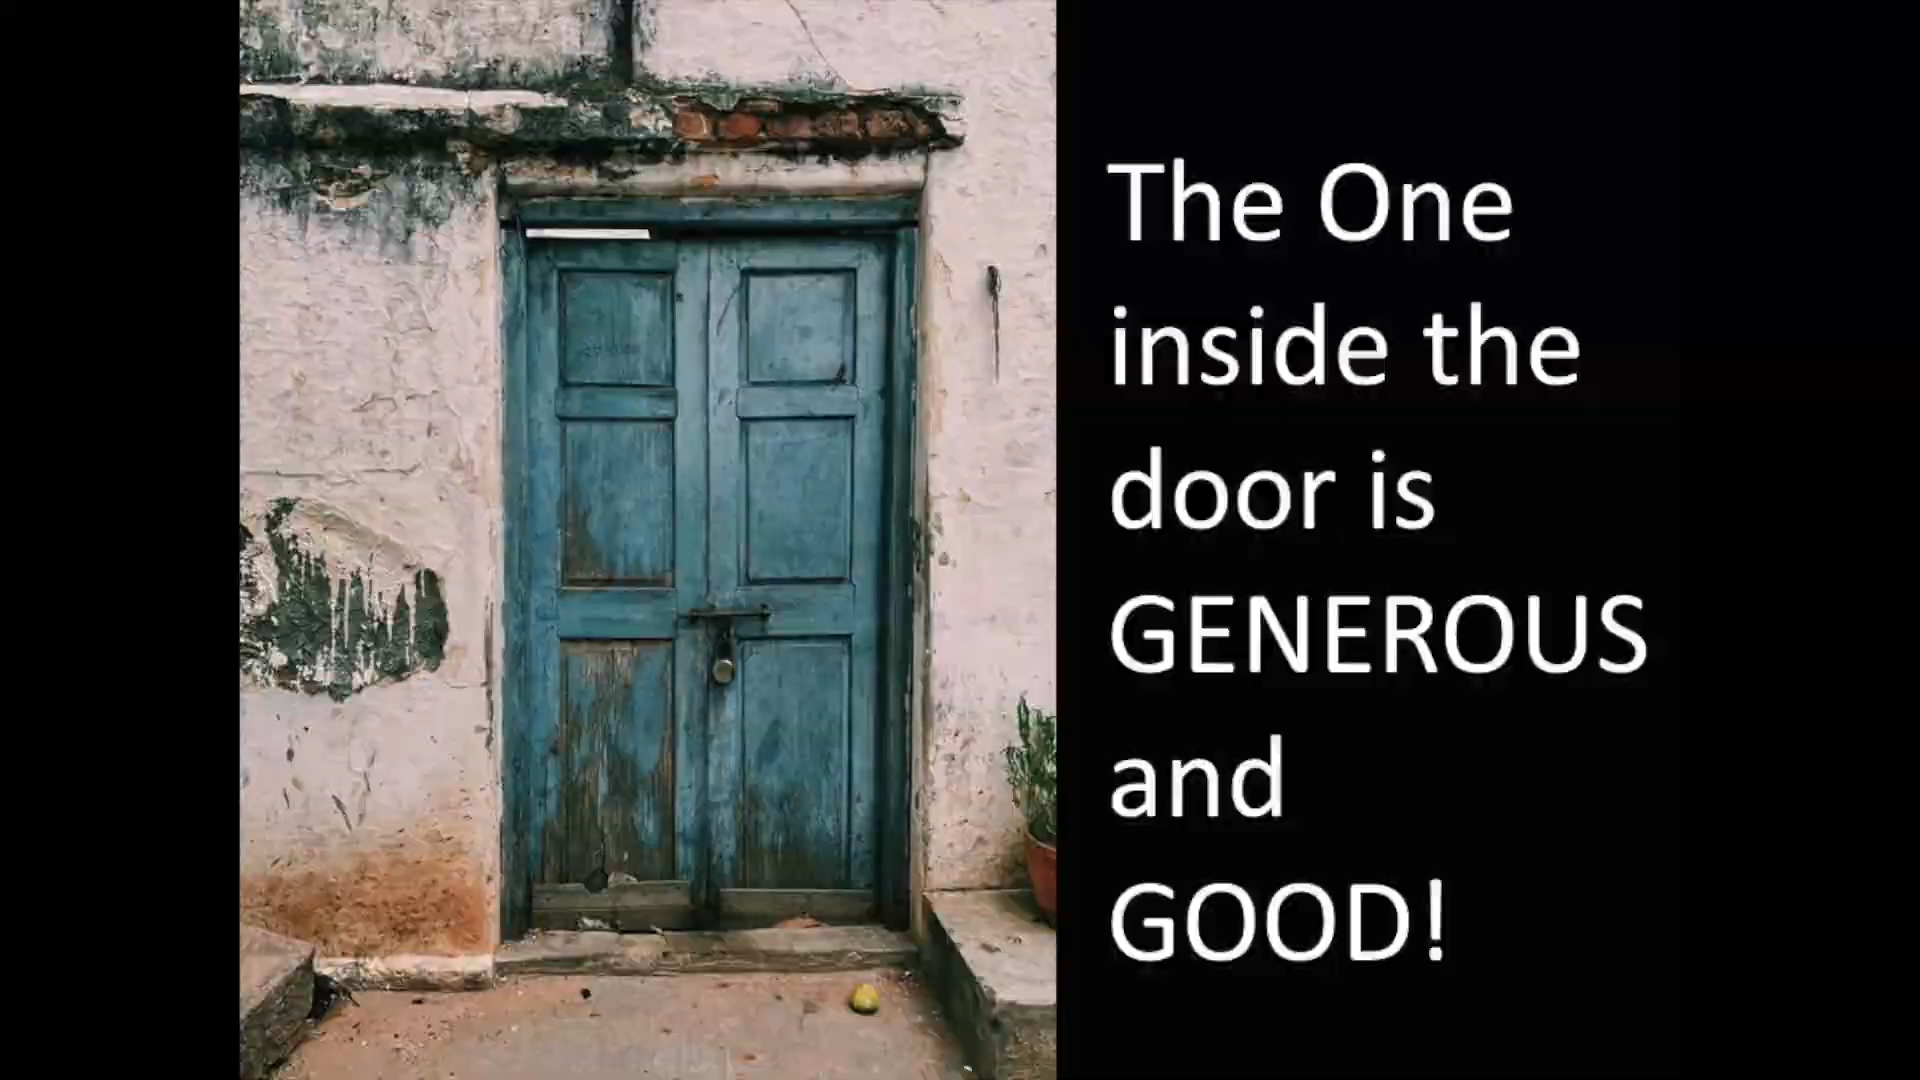 The One
inside the
door is
GENEROUS
and
GOOD!